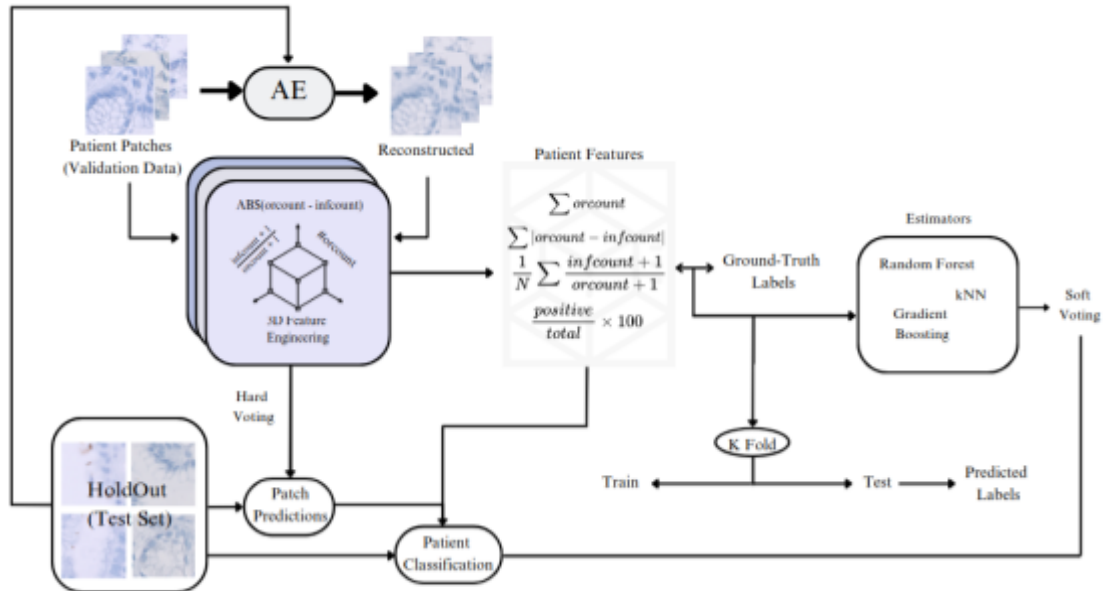 AE
Patient Patches
(Validation Data)
Reconstructed
ABS(orcount - infcount)
infcount + 1
orcount + 1
#orcount
3D Feature
Engineering
Patient Features
∑ orcount
∑ |orcount − infcount|
1/N ∑ (infcount + 1)/(orcount + 1)
positive/total × 100
Ground-Truth
Labels
Estimators
Random Forest
kNN
Gradient
Boosting
Soft
Voting
Hard
Voting
K Fold
Train
Test
Predicted
Labels
HoldOut
(Test Set)
Patch
Predictions
Patient
Classification